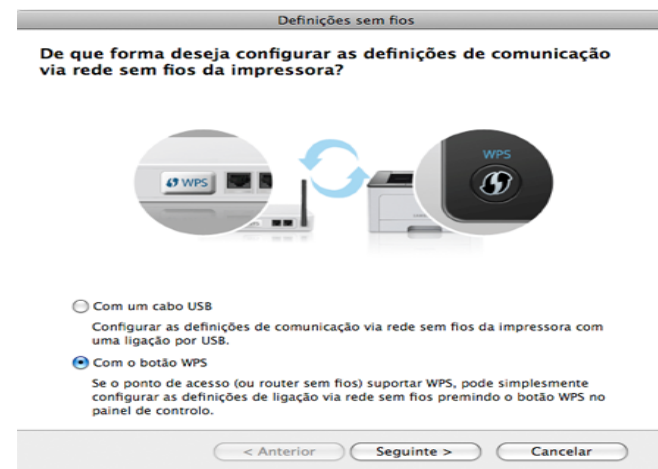 Definições sem fios
De que forma deseja configurar as definições de comunicação
via rede sem fios da impressora?
WPS
WPS
Com um cabo USB
Configurar as definições de comunicação via rede sem fios da impressora com
uma ligação por USB.
Com o botão WPS
Se o ponto de acesso (ou router sem fios) suportar WPS, pode simplesmente
configurar as definições de ligação via rede sem fios premindo o botão WPS no
painel de controlo.
< Anterior
Seguinte >
Cancelar